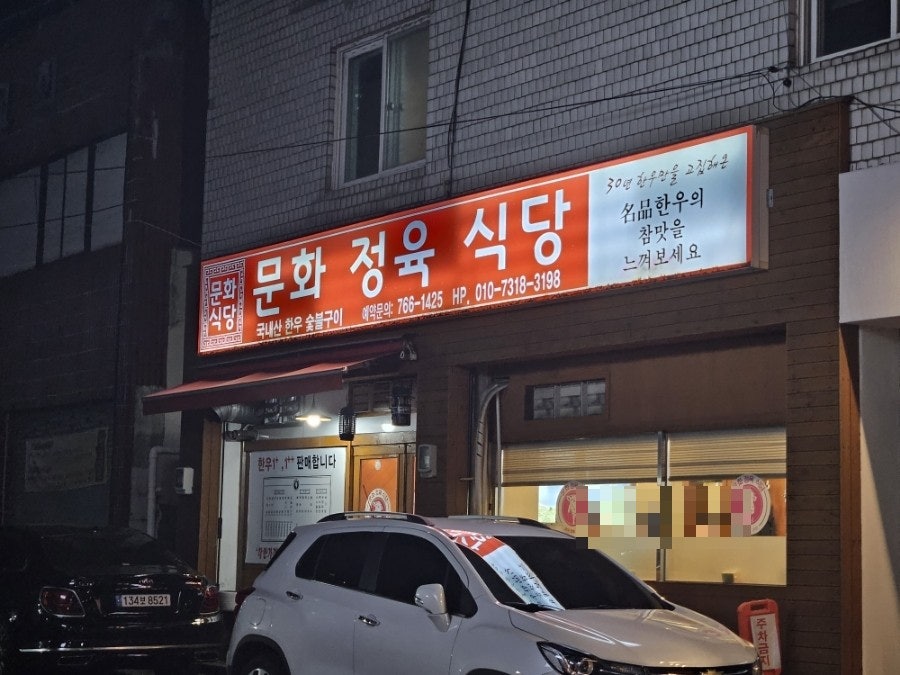 문화
식당
문화 정육 식당
국내산 한우 숯불구이
예약문의: 766-1425 HP. 010-7318-3198
30년 한우만을 고집해온
名品한우의
참맛을
느껴보세요
한우1⁺, 1⁺⁺ 판매합니다
134보 8521
주차금지